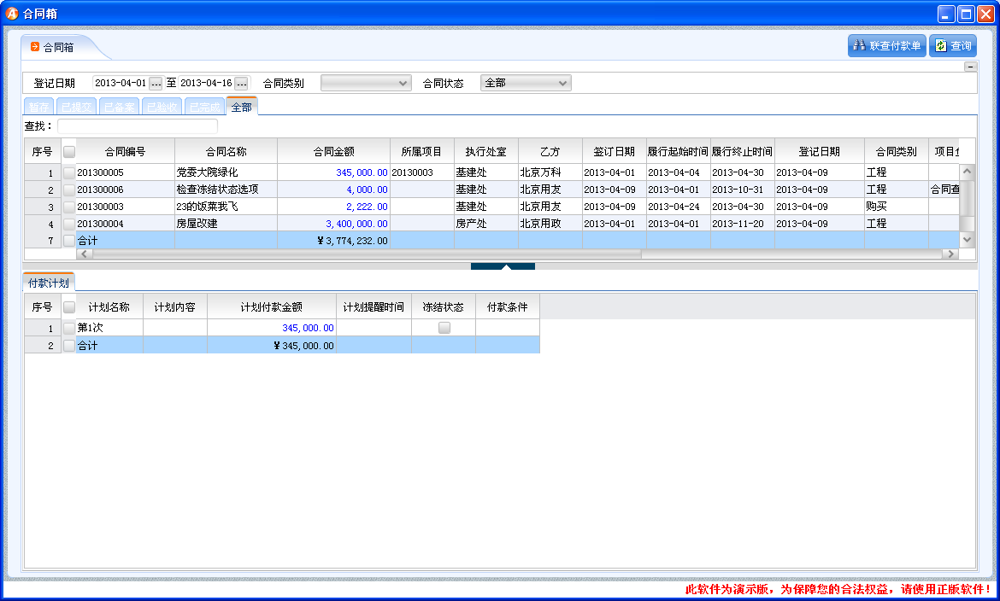 合同箱
合同箱 联查付款单 查询
登记日期 2013-04-01 ... 至 2013-04-16 ... 合同类别 合同状态 全部
暂存 已提交 已备案 已验收 已完成 全部
查找：
序号 合同编号 合同名称 合同金额 所属项目 执行处室 乙方 签订日期 履行起始时间 履行终止时间 登记日期 合同类别
1 201300005 党委大院绿化 345,000.00 20130003 基建处 北京万科 2013-04-01 2013-04-04 2013-04-30 2013-04-09 工程
2 201300006 检查冻结状态选项 4,000.00 基建处 北京用友 2013-04-09 2013-04-01 2013-10-31 2013-04-09 工程 合同查
3 201300003 23的饭菜我飞 2,222.00 基建处 北京用友 2013-04-09 2013-04-24 2013-04-30 2013-04-09 购买
4 201300004 房屋改建 3,400,000.00 房产处 北京用政 2013-04-01 2013-04-01 2013-11-20 2013-04-09 工程
7 合计 ¥3,774,232.00
付款计划
序号 计划名称 计划内容 计划付款金额 计划提醒时间 冻结状态 付款条件
1 第1次 345,000.00
2 合计 ¥345,000.00
此软件为演示版，为保障您的合法权益，请使用正版软件！